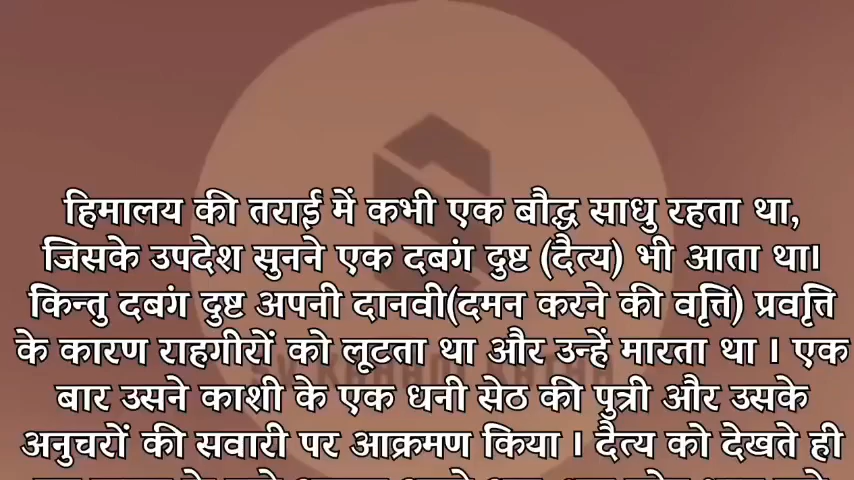 हिमालय की तराई में कभी एक बौद्ध साधु रहता था,
जिसके उपदेश सुनने एक दबंग दुष्ट (दैत्य) भी आता था।
किन्तु दबंग दुष्ट अपनी दानवी(दमन करने की वृत्ति) प्रवृत्ति
के कारण राहगीरों को लूटता था और उन्हें मारता था । एक
बार उसने काशी के एक धनी सेठ की पुत्री और उसके
अनुचरों की सवारी पर आक्रमण किया । दैत्य को देखते ही